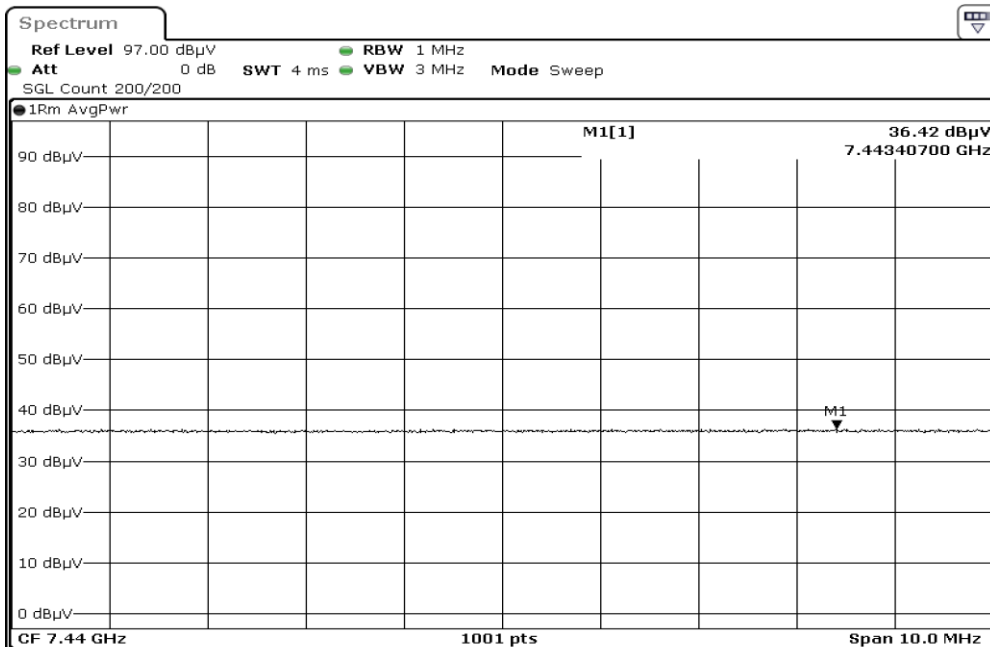 Spectrum
Ref Level 97.00 dBµV RBW 1 MHz
Att 0 dB SWT 4 ms VBW 3 MHz Mode Sweep
SGL Count 200/200
1Rm AvgPwr
M1[1] 36.42 dBµV
7.44340700 GHz
90 dBµV
80 dBµV
70 dBµV
60 dBµV
50 dBµV
40 dBµV
M1
30 dBµV
20 dBµV
10 dBµV
0 dBµV
CF 7.44 GHz 1001 pts Span 10.0 MHz